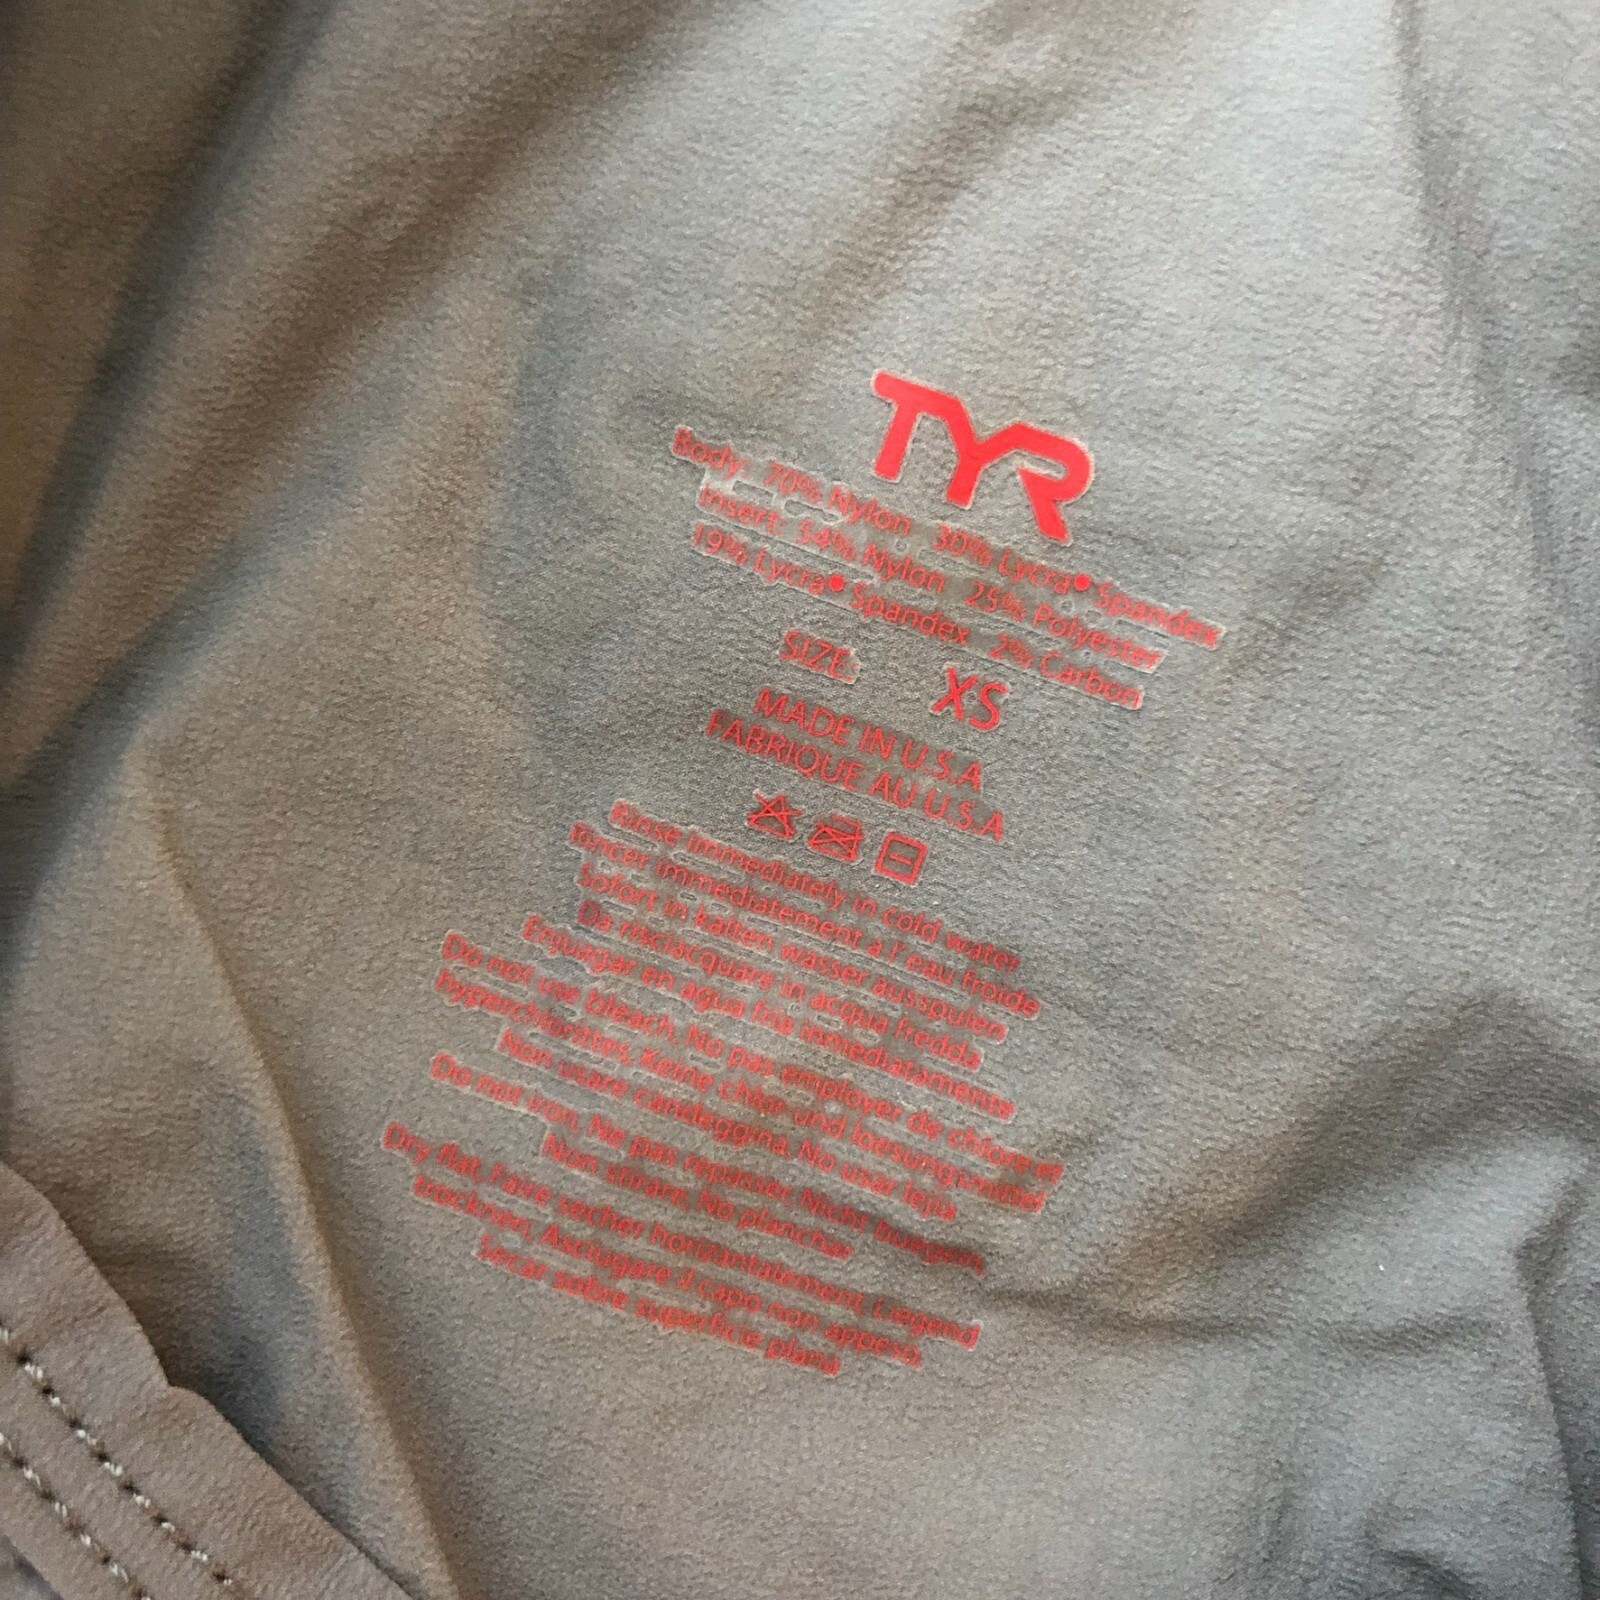 TYR
Body: 70% Nylon 30% Lycra® Spandex
Insert: 54% Nylon 25% Polyester
19% Lycra® Spandex 2% Carbon
SIZE: XS
MADE IN U.S.A
FABRIQUE AU U.S.A
Rinse immediately in cold water
Rincer immediatement a l' eau froide
Sofort in kalten wasser ausspulen
Da risciacquare in acqua fredda
Enjuagar en agua fria immediatamente
Do not use bleach, No pas employer de chlore et
hyperchlorites, Keine chlor und loesungsmittel
Non usare candeggina, No usar lejia
Do not iron, Ne pas repasser, Nicht buegeln,
Non stirare, No planchar
Dry flat, Faire secher horizontalement, Liegend
trocknen, Asciugare il capo non appeso,
Secar sobre superficie plana